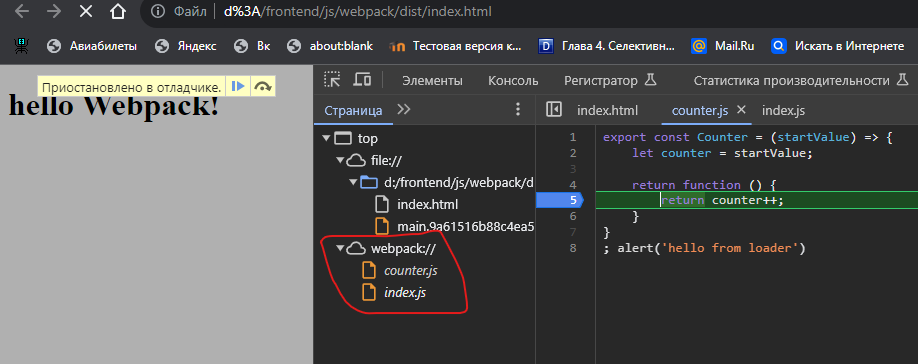 Файл d%3A/frontend/js/webpack/dist/index.html
Авиабилеты Яндекс Вк about:blank Тестовая версия к... Глава 4. Селективн... Mail.Ru Искать в Интернете
Приостановлено в отладчике.
hello Webpack!
Элементы Консоль Регистратор Статистика производительности
Страница
index.html counter.js index.js
top
file://
d:/frontend/js/webpack/d
index.html
main.9a61516b88c4ea5
webpack://
counter.js
index.js
1 export const Counter = (startValue) => {
2 let counter = startValue;
3
4 return function () {
5 return counter++;
6 }
7 }
8 ; alert('hello from loader')